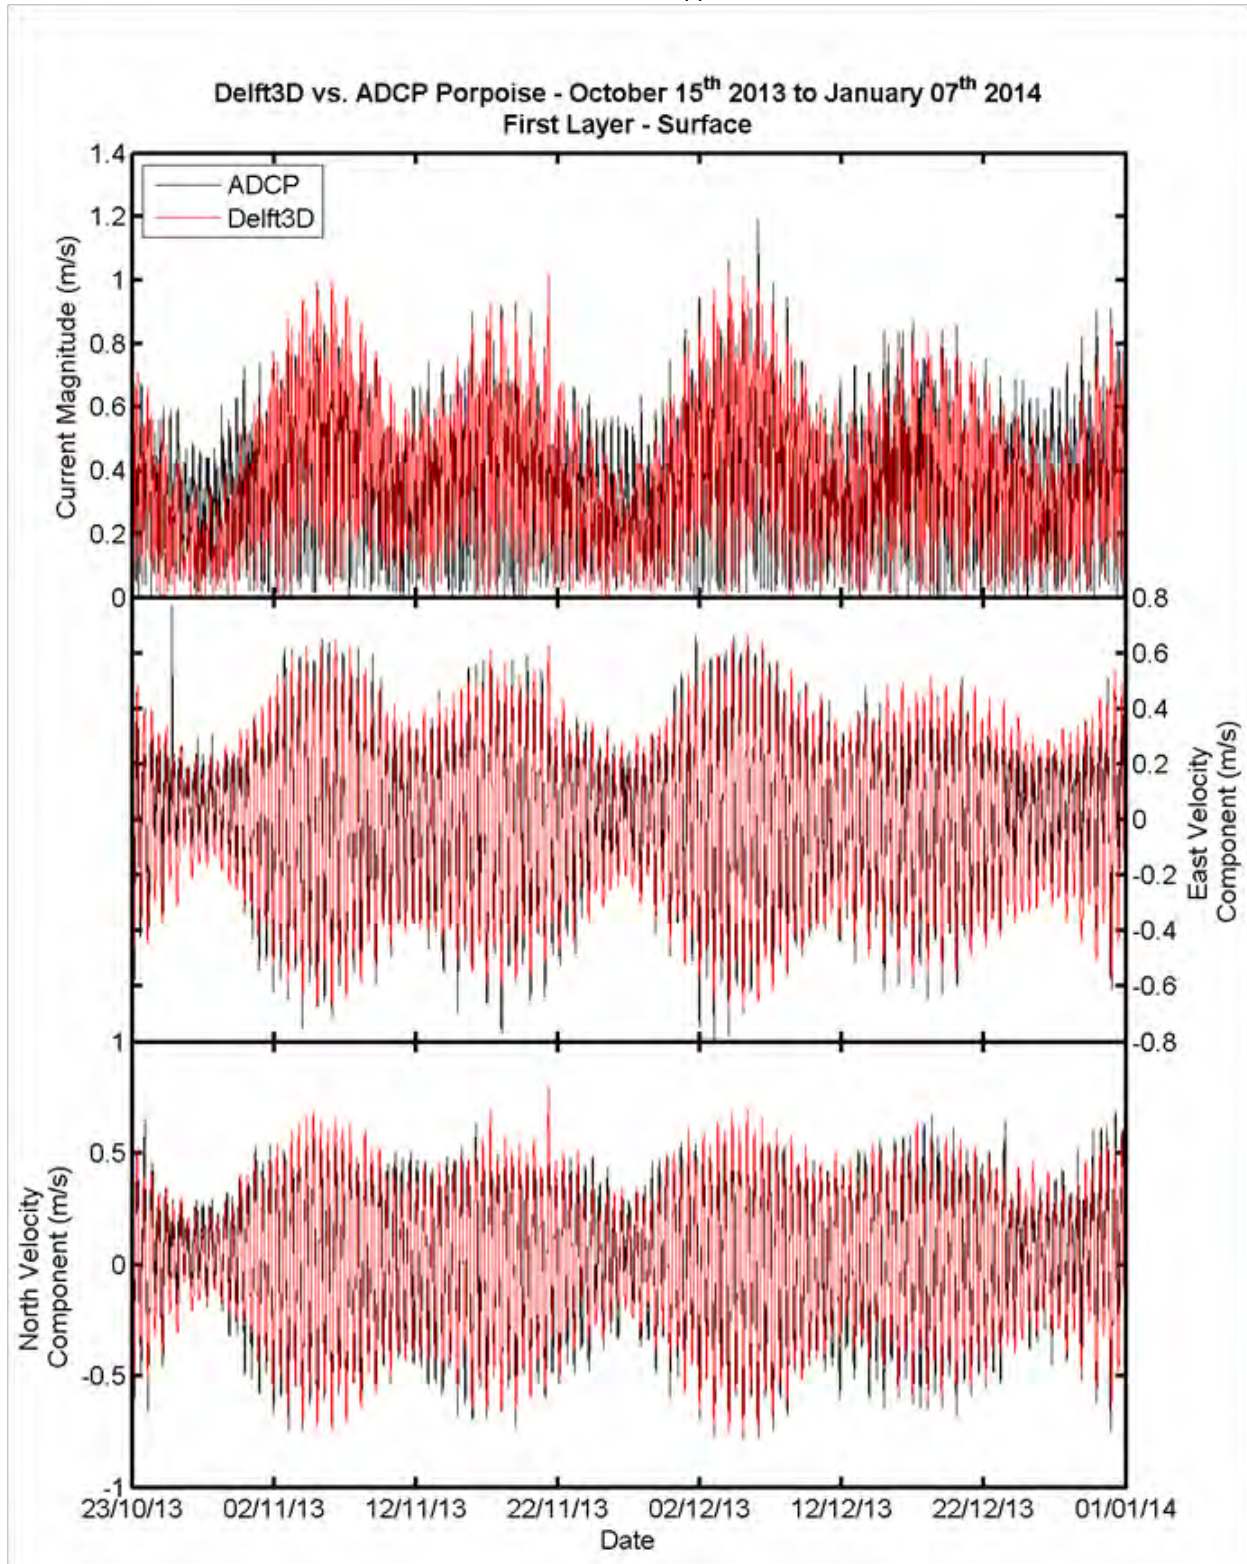 Delft3D vs. ADCP Porpoise - October 15th 2013 to January 07th 2014
First Layer - Surface
1.4
1.2
1
0.8
0.6
0.4
0.2
0
Current Magnitude (m/s)
ADCP
Delft3D
0.8
0.6
0.4
0.2
0
-0.2
-0.4
-0.6
-0.8
East Velocity
Component (m/s)
1
0.5
0
-0.5
-1
North Velocity
Component (m/s)
23/10/13 02/11/13 12/11/13 22/11/13 02/12/13 12/12/13 22/12/13 01/01/14
Date